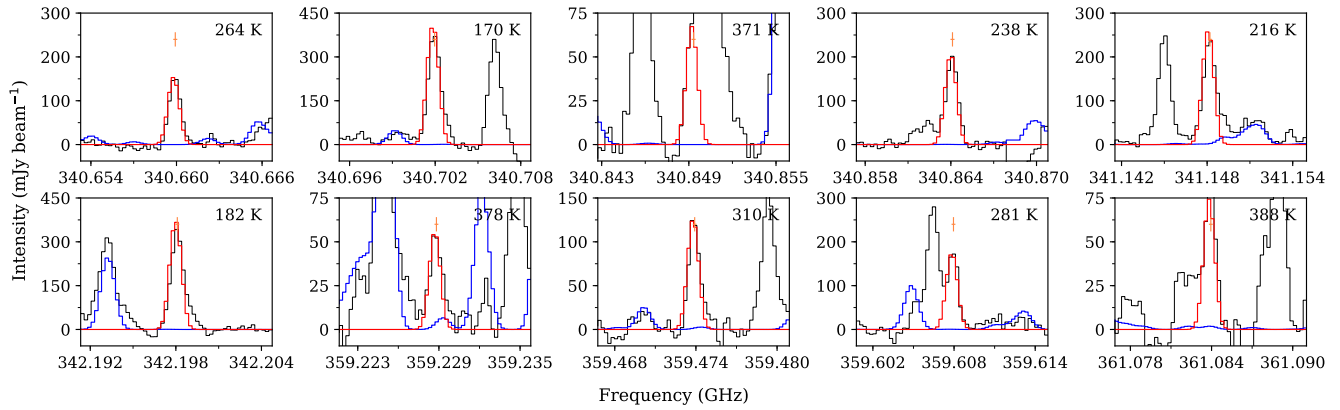 300
200
100
0
264 K
340.654 340.660 340.666
450
300
150
0
170 K
340.696 340.702 340.708
75
50
25
0
371 K
340.843 340.849 340.855
300
200
100
0
238 K
340.858 340.864 340.870
300
200
100
0
216 K
341.142 341.148 341.154
450
300
150
0
182 K
342.192 342.198 342.204
75
50
25
0
378 K
359.223 359.229 359.235
150
100
50
0
310 K
359.468 359.474 359.480
300
200
100
0
281 K
359.602 359.608 359.614
75
50
25
0
388 K
361.078 361.084 361.090
Intensity (mJy beam⁻¹)
Frequency (GHz)